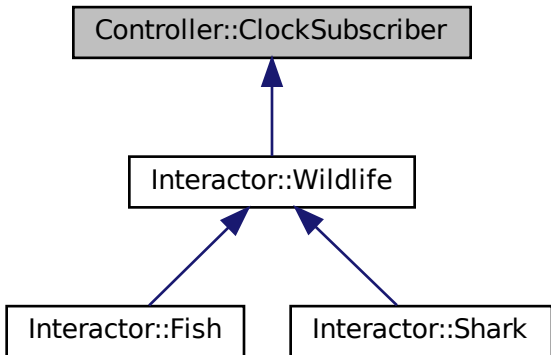 Controller::ClockSubscriber
Interactor::Wildlife
Interactor::Fish
Interactor::Shark